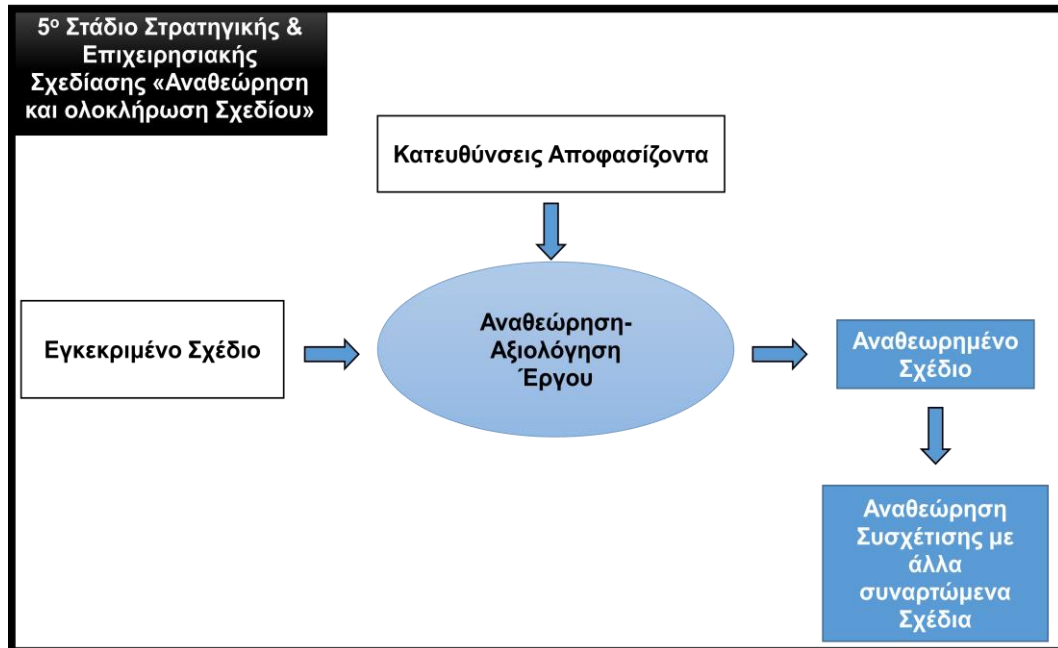 5ο Στάδιο Στρατηγικής &
Επιχειρησιακής
Σχεδίασης «Αναθεώρηση
και ολοκλήρωση Σχεδίου»
Κατευθύνσεις Αποφασίζοντα
Εγκεκριμένο Σχέδιο
Αναθεώρηση-
Αξιολόγηση
Έργου
Αναθεωρημένο
Σχέδιο
Αναθεώρηση
Συσχέτισης με
άλλα
συναρτώμενα
Σχέδια